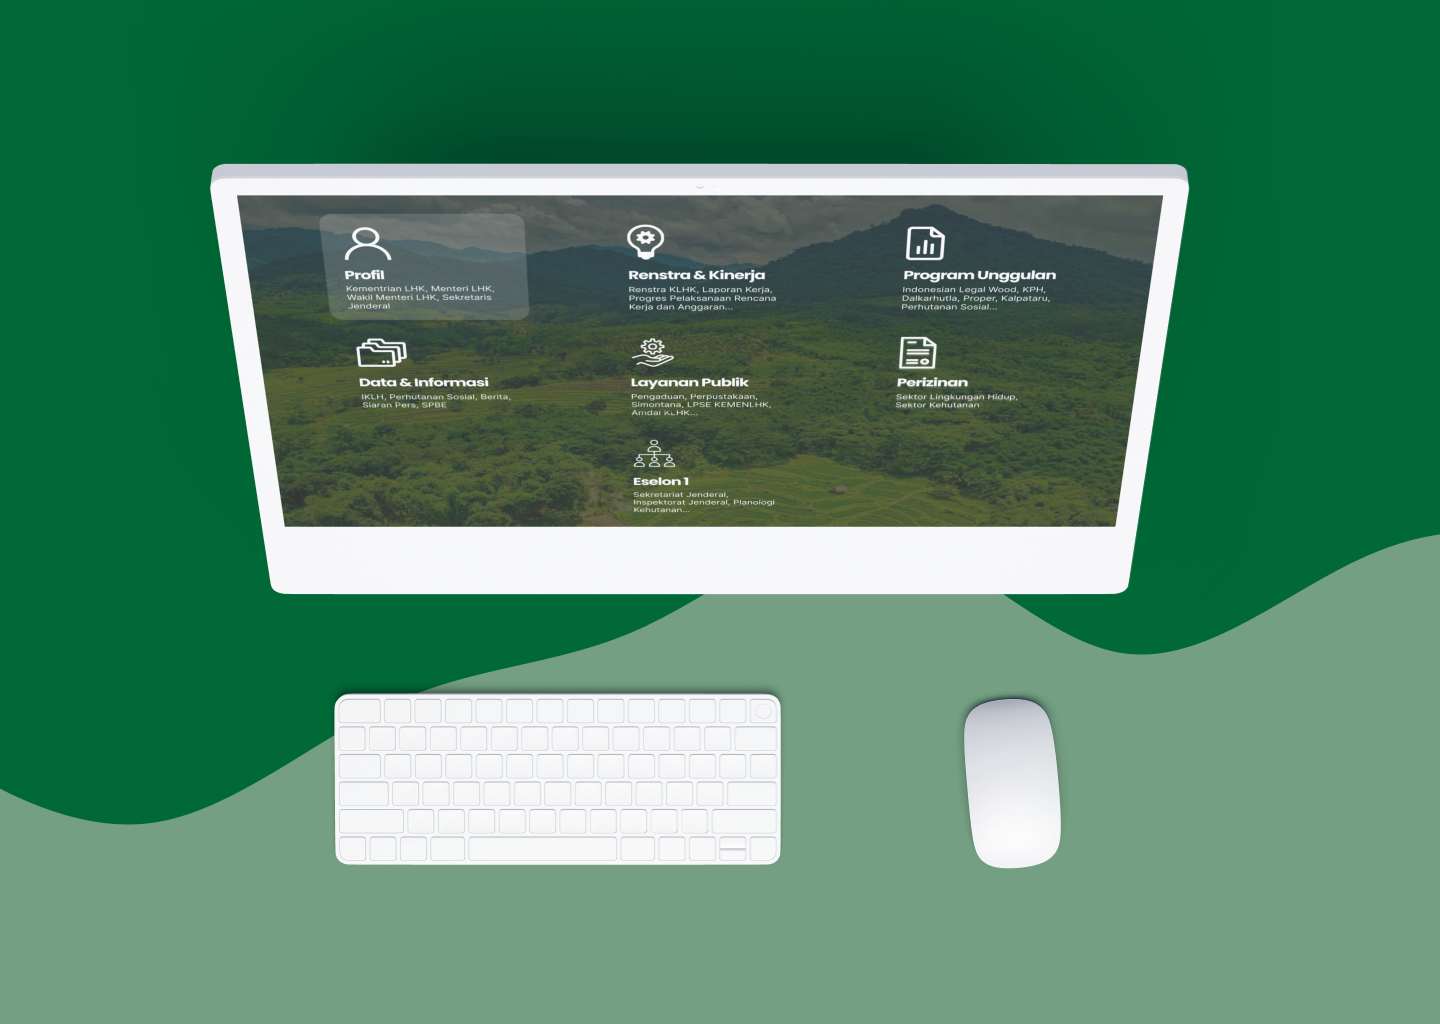 Profil
Kementrian LHK, Menteri LHK,
Wakil Menteri LHK, Sekretaris
Jenderal
Renstra & Kinerja
Renstra KLHK, Laporan Kerja,
Progres Pelaksanaan Rencana
Kerja dan Anggaran...
Program Unggulan
Indonesian Legal Wood, KPH,
Dalkarhutla, Proper, Kalpataru,
Perhutanan Sosial...
Data & Informasi
IKLH, Perhutanan Sosial, Berita,
Siaran Pers, SPBE
Layanan Publik
Pengaduan, Perpustakaan,
Simontana, LPSE KEMENLHK,
Amdal KLHK...
Perizinan
Sektor Lingkungan Hidup,
Sektor Kehutanan
Eselon 1
Sekretariat Jenderal,
Inspektorat Jenderal, Planologi
Kehutanan...